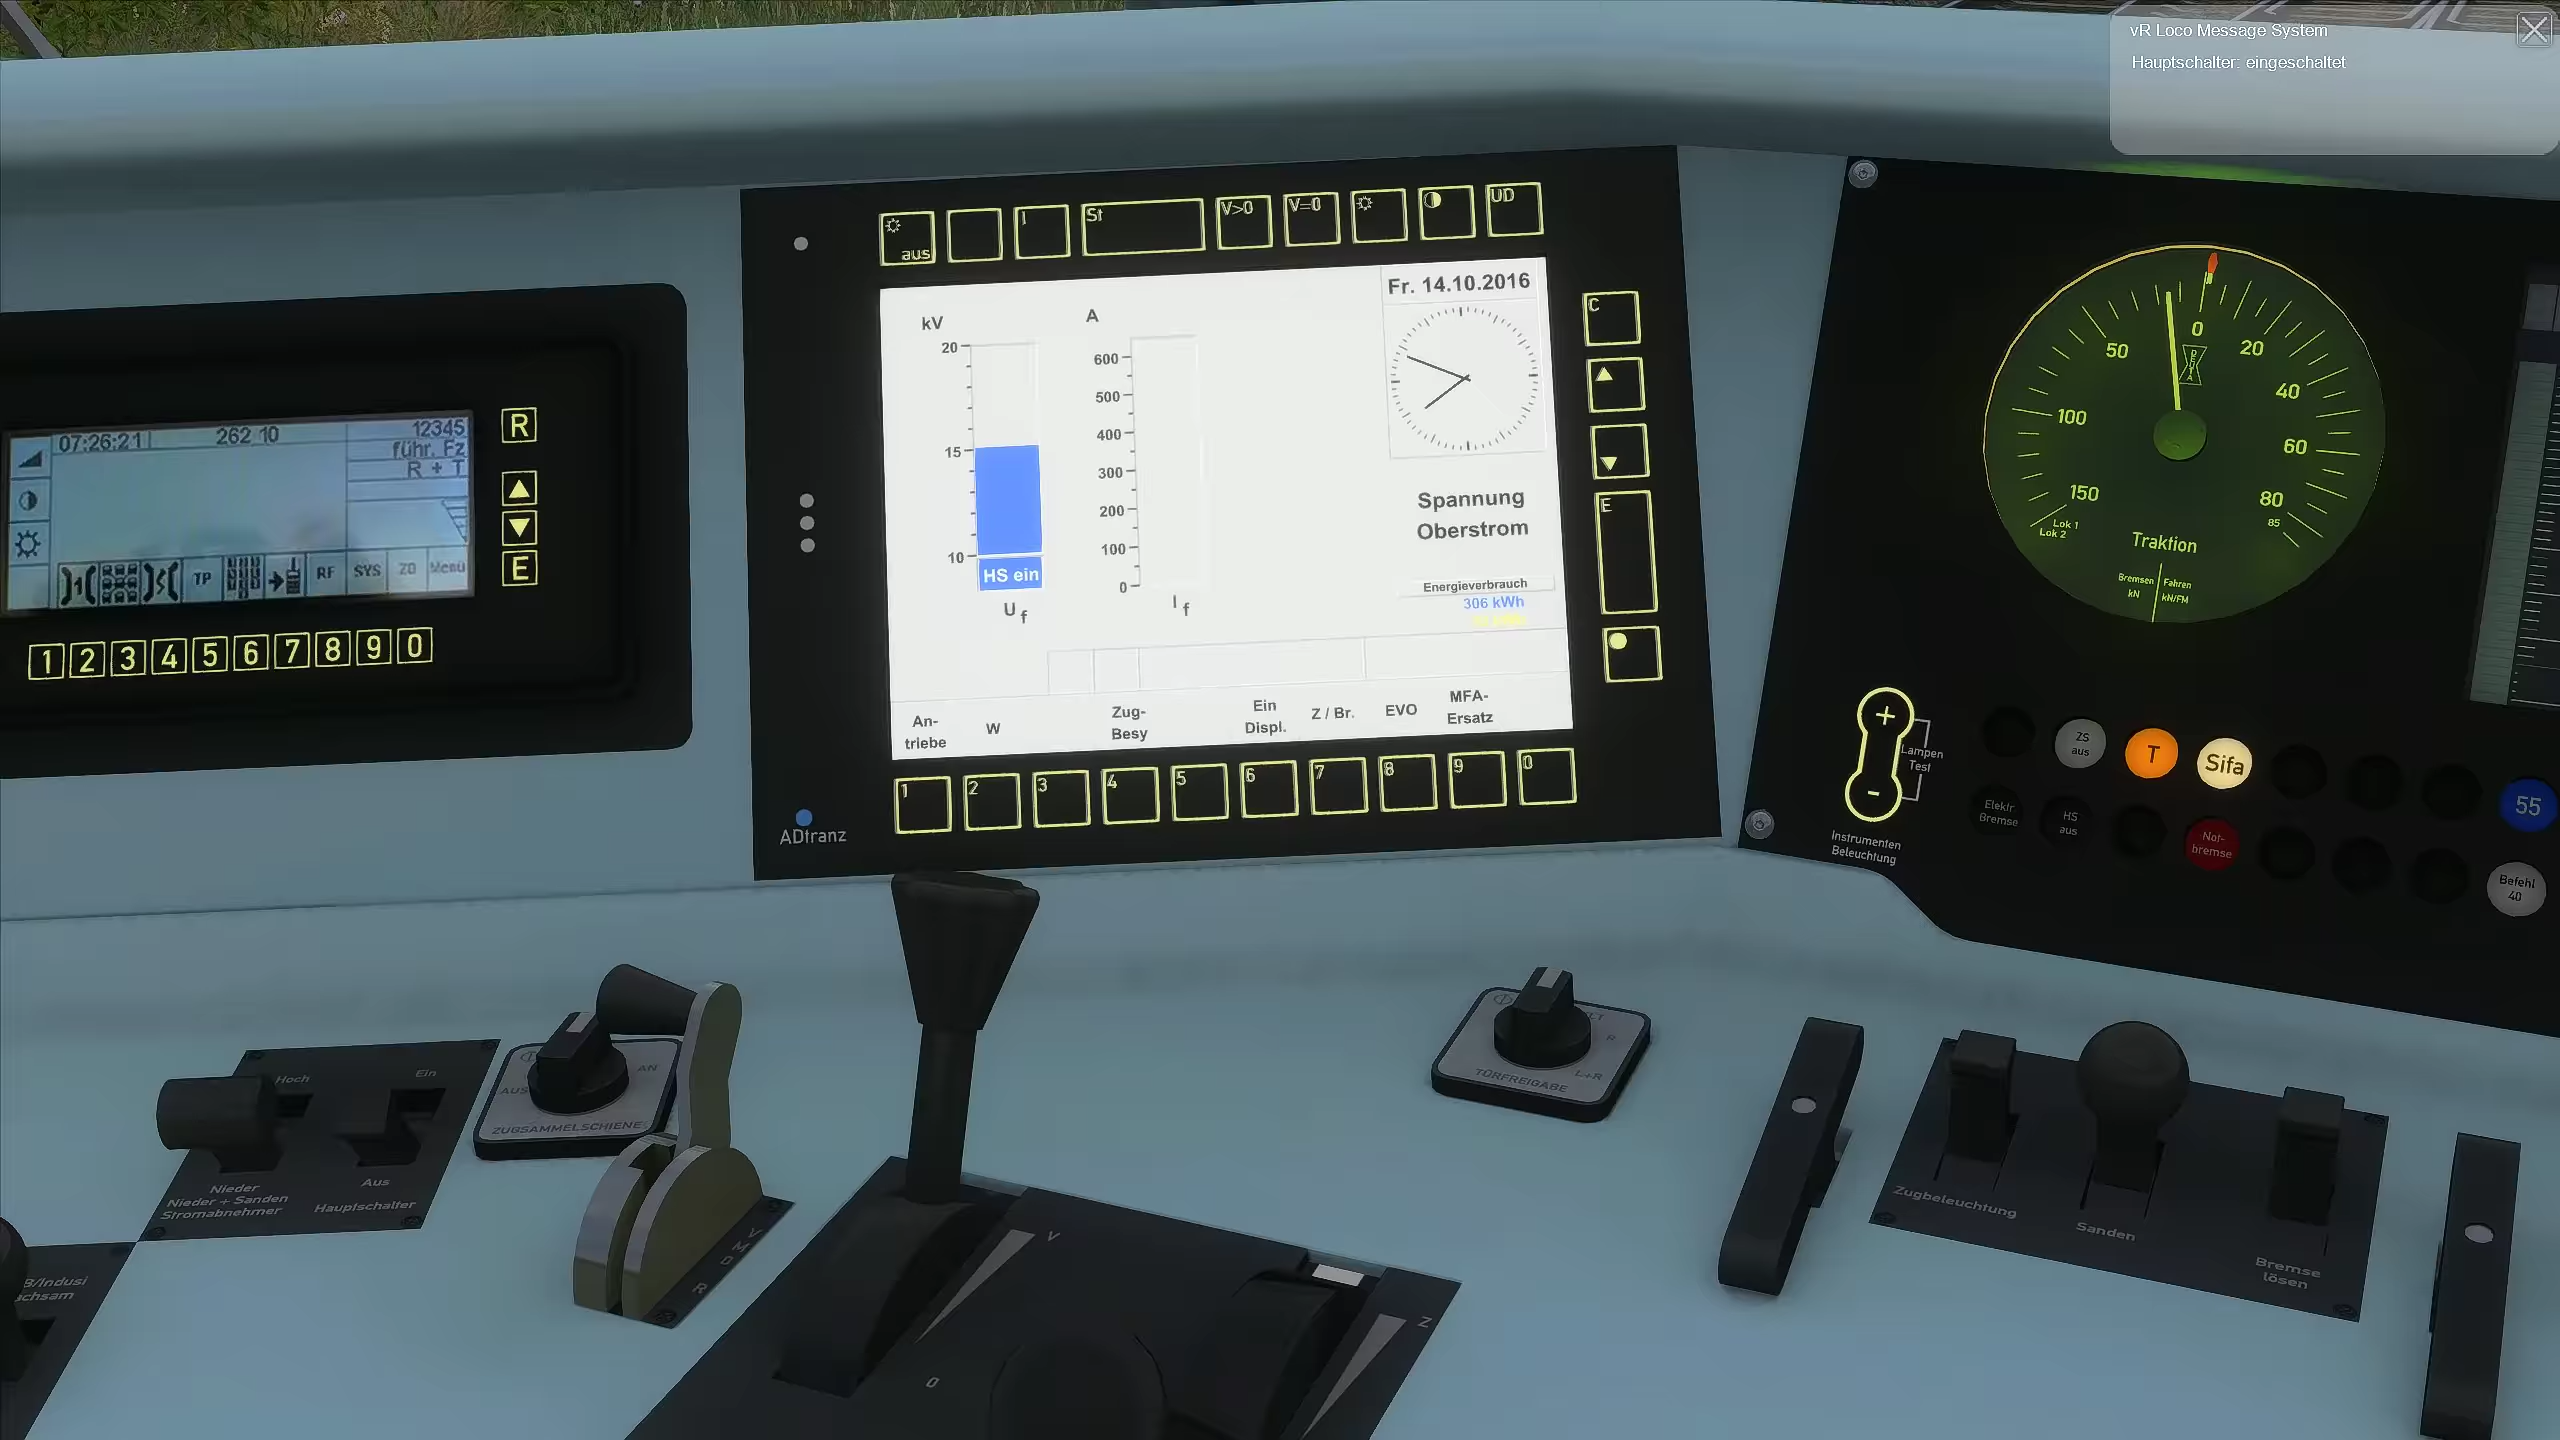 vR Loco Message System
Hauptschalter: eingeschaltet
aus
I
St
V>0
V=0
UD
Fr. 14.10.2016
kV
20
15
10
HS ein
U f
A
600
500
400
300
200
100
0
I f
Spannung
Oberstrom
Energieverbrauch
306 kWh
An-
triebe
W
Zug-
Besy
Ein
Displ.
Z / Br.
EVO
MFA-
Ersatz
1
2
3
4
5
6
7
8
9
0
C
E
ADtranz
07:26:21
262 10
12345
führ. Fz
R + T
TP
RF
SYS
ZD
Menü
R
E
1
2
3
4
5
6
7
8
9
0
0
50
100
150
20
40
60
80
85
DEUTA
Lok 1
Lok 2
Traktion
Bremsen
kN
Fahren
kN/FM
+
-
Lampen
Test
Instrumenten
Beleuchtung
ZS
aus
T
Sifa
55
Elektr
Bremse
HS
aus
Not-
bremse
Befehl
40
Hoch
Nieder
Nieder + Sanden
Stromabnehmer
Ein
Aus
Hauptschalter
AUS
AN
ZUGSAMMELSCHIENE
V
M
0
R
V
0
Z
R
L+R
TÜRFREIGABE
Zugbeleuchtung
Sanden
Bremse
lösen
B/Indusi